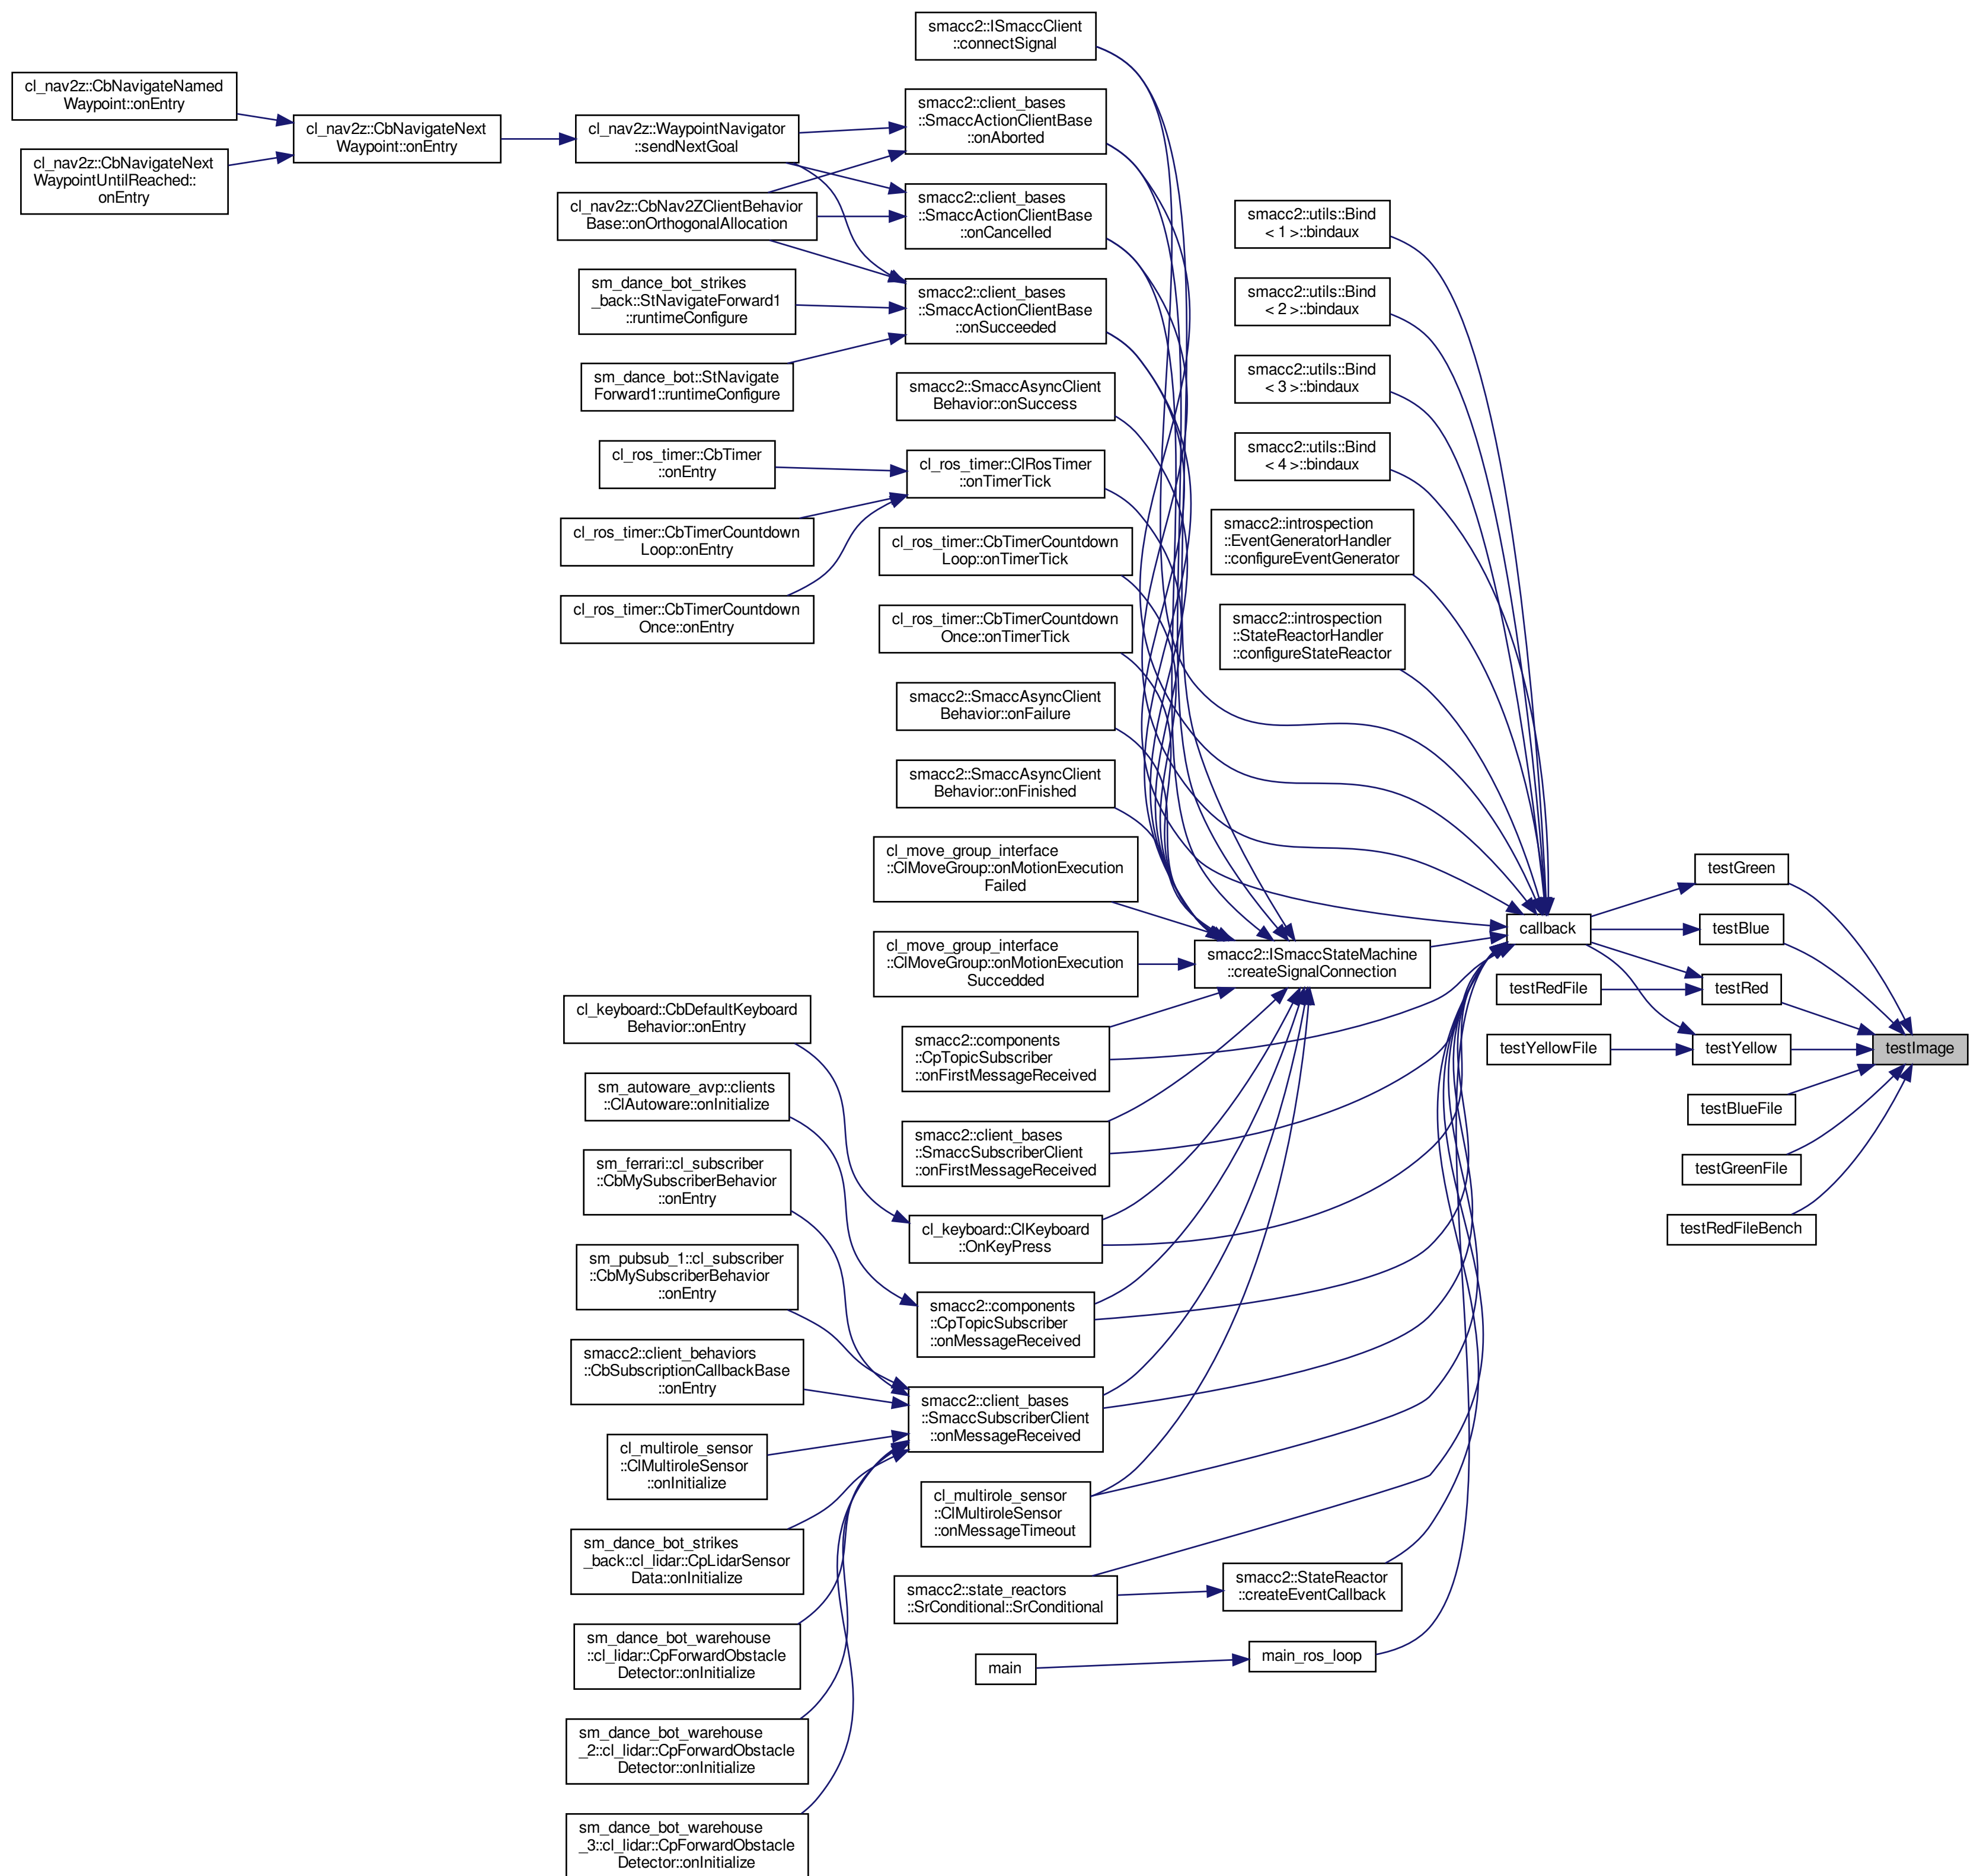 smacc2::ISmaccClient
::connectSignal
cl_nav2z::CbNavigateNamed
Waypoint::onEntry
cl_nav2z::CbNavigateNext
WaypointUntilReached::
onEntry
cl_nav2z::CbNavigateNext
Waypoint::onEntry
cl_nav2z::WaypointNavigator
::sendNextGoal
cl_nav2z::CbNav2ZClientBehavior
Base::onOrthogonalAllocation
sm_dance_bot_strikes
_back::StNavigateForward1
::runtimeConfigure
sm_dance_bot::StNavigate
Forward1::runtimeConfigure
cl_ros_timer::CbTimer
::onEntry
cl_ros_timer::CbTimerCountdown
Loop::onEntry
cl_ros_timer::CbTimerCountdown
Once::onEntry
smacc2::client_bases
::SmaccActionClientBase
::onAborted
smacc2::client_bases
::SmaccActionClientBase
::onCancelled
smacc2::client_bases
::SmaccActionClientBase
::onSucceeded
smacc2::SmaccAsyncClient
Behavior::onSuccess
cl_ros_timer::ClRosTimer
::onTimerTick
cl_ros_timer::CbTimerCountdown
Loop::onTimerTick
cl_ros_timer::CbTimerCountdown
Once::onTimerTick
smacc2::SmaccAsyncClient
Behavior::onFailure
smacc2::SmaccAsyncClient
Behavior::onFinished
cl_move_group_interface
::ClMoveGroup::onMotionExecution
Failed
cl_move_group_interface
::ClMoveGroup::onMotionExecution
Succedded
smacc2::components
::CpTopicSubscriber
::onFirstMessageReceived
smacc2::client_bases
::SmaccSubscriberClient
::onFirstMessageReceived
cl_keyboard::ClKeyboard
::OnKeyPress
smacc2::components
::CpTopicSubscriber
::onMessageReceived
smacc2::client_bases
::SmaccSubscriberClient
::onMessageReceived
cl_multirole_sensor
::ClMultiroleSensor
::onMessageTimeout
smacc2::state_reactors
::SrConditional::SrConditional
main
cl_keyboard::CbDefaultKeyboard
Behavior::onEntry
sm_autoware_avp::clients
::ClAutoware::onInitialize
sm_ferrari::cl_subscriber
::CbMySubscriberBehavior
::onEntry
sm_pubsub_1::cl_subscriber
::CbMySubscriberBehavior
::onEntry
smacc2::client_behaviors
::CbSubscriptionCallbackBase
::onEntry
cl_multirole_sensor
::ClMultiroleSensor
::onInitialize
sm_dance_bot_strikes
_back::cl_lidar::CpLidarSensor
Data::onInitialize
sm_dance_bot_warehouse
::cl_lidar::CpForwardObstacle
Detector::onInitialize
sm_dance_bot_warehouse
_2::cl_lidar::CpForwardObstacle
Detector::onInitialize
sm_dance_bot_warehouse
_3::cl_lidar::CpForwardObstacle
Detector::onInitialize
smacc2::utils::Bind
< 1 >::bindaux
smacc2::utils::Bind
< 2 >::bindaux
smacc2::utils::Bind
< 3 >::bindaux
smacc2::utils::Bind
< 4 >::bindaux
smacc2::introspection
::EventGeneratorHandler
::configureEventGenerator
smacc2::introspection
::StateReactorHandler
::configureStateReactor
smacc2::ISmaccStateMachine
::createSignalConnection
smacc2::StateReactor
::createEventCallback
main_ros_loop
callback
testRedFile
testYellowFile
testGreen
testBlue
testRed
testYellow
testBlueFile
testGreenFile
testRedFileBench
testImage